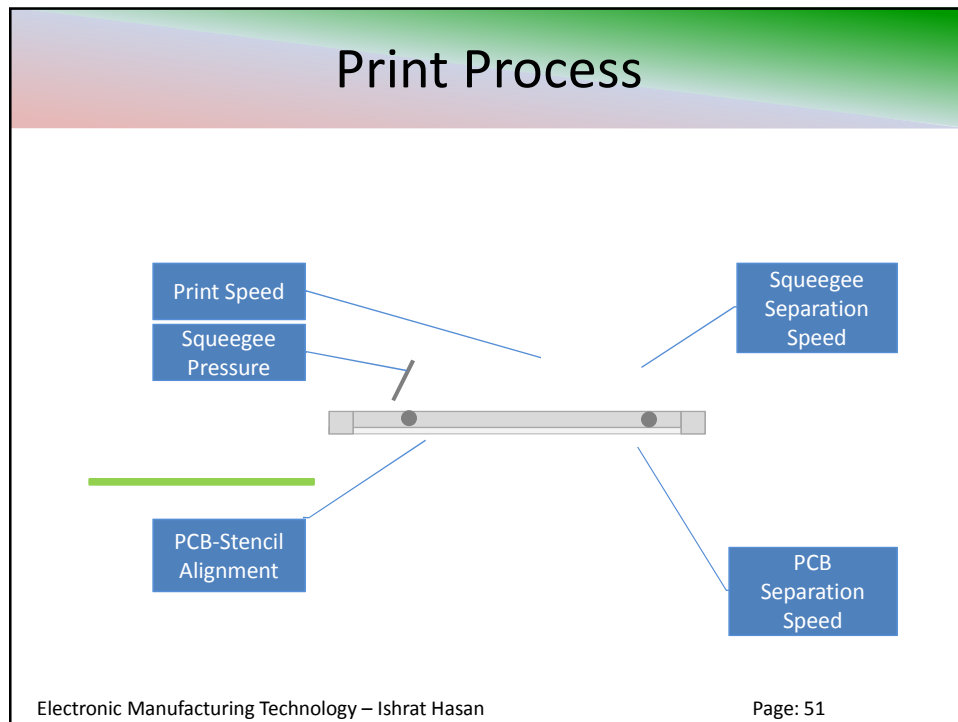 Print Process
Print Speed
Squeegee
Pressure
Squeegee
Separation
Speed
PCB-Stencil
Alignment
PCB
Separation
Speed
Electronic Manufacturing Technology – Ishrat Hasan
Page: 51